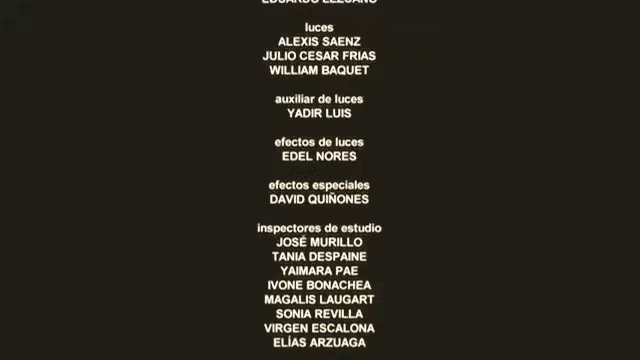 EDUARDO LEZCANO
luces
ALEXIS SAENZ
JULIO CESAR FRIAS
WILLIAM BAQUET
auxiliar de luces
YADIR LUIS
efectos de luces
EDEL NORES
efectos especiales
DAVID QUIÑONES
inspectores de estudio
JOSÉ MURILLO
TANIA DESPAINE
YAIMARA PAE
IVONE BONACHEA
MAGALIS LAUGART
SONIA REVILLA
VIRGEN ESCALONA
ELÍAS ARZUAGA